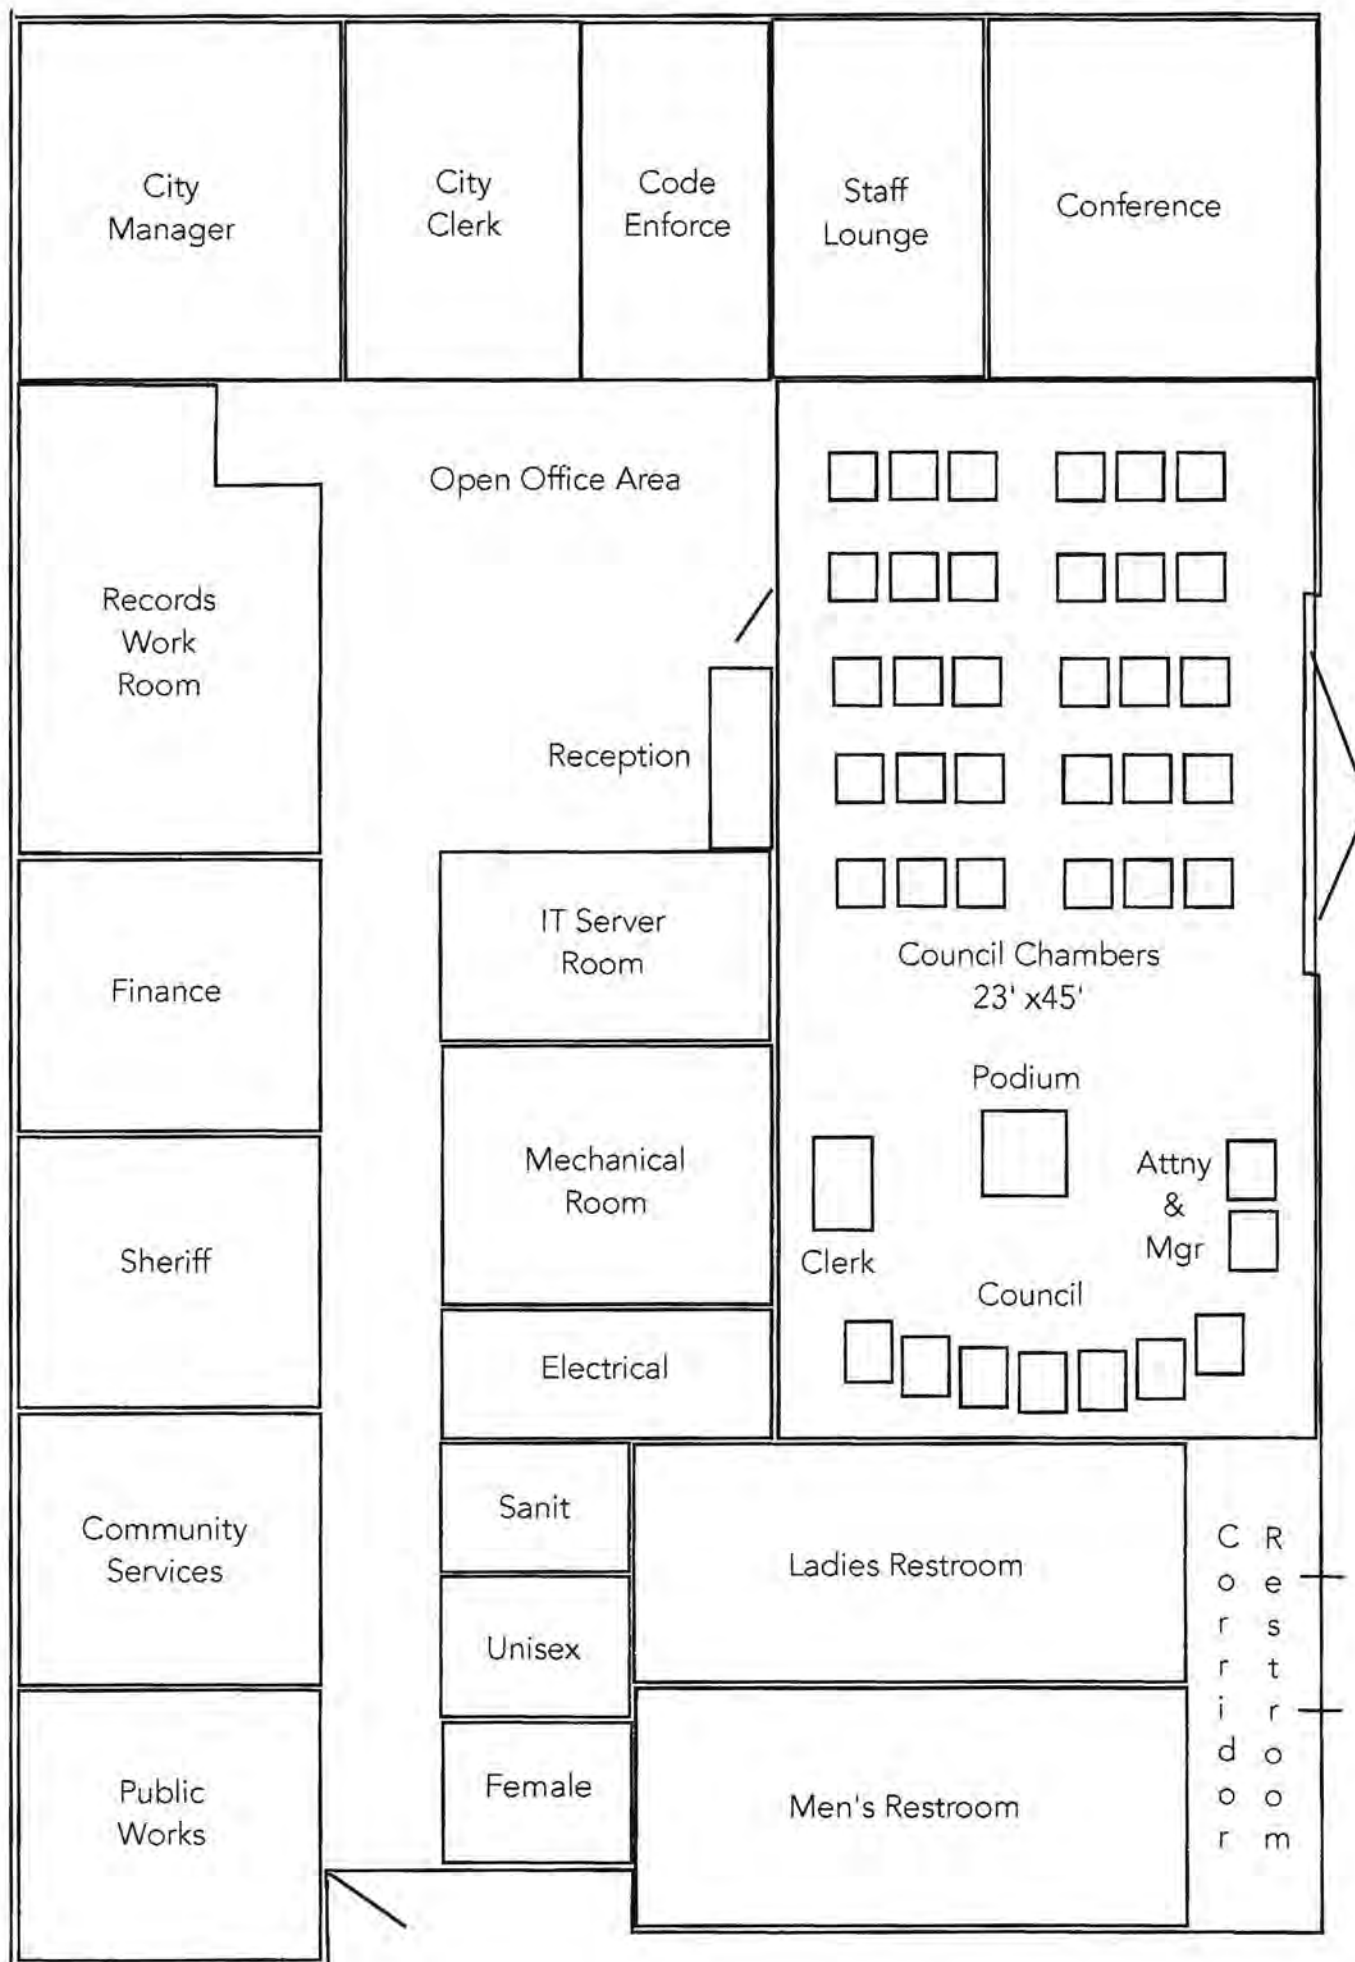 City
Manager
City
Clerk
Code
Enforce
Staff
Lounge
Conference
Open Office Area
Records
Work
Room
Reception
IT Server
Room
Finance
Council Chambers
23' x45'
Podium
Mechanical
Room
Attny
&
Mgr
Sheriff
Clerk
Council
Electrical
Sanit
Community
Services
Ladies Restroom
Corridor
Restroom
Unisex
Female
Public
Works
Men's Restroom